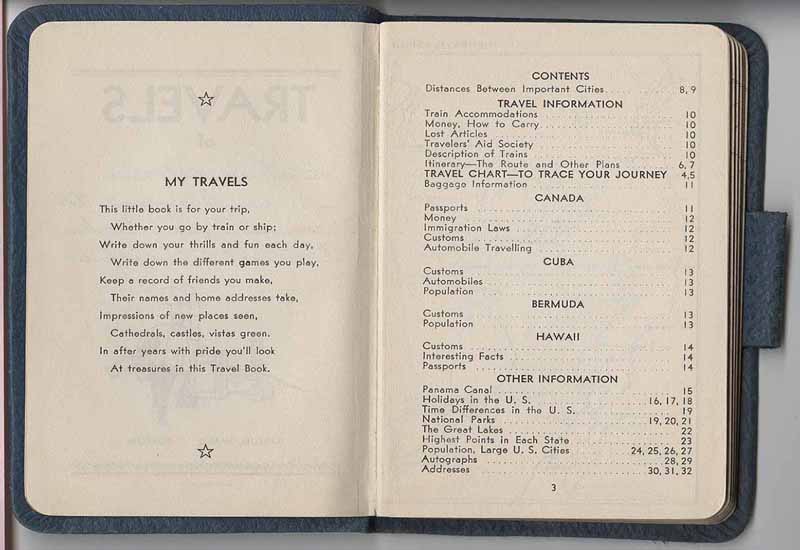 ☆
MY TRAVELS
This little book is for your trip,
Whether you go by train or ship;
Write down your thrills and fun each day,
Write down the different games you play,
Keep a record of friends you make,
Their names and home addresses take,
Impressions of new places seen,
Cathedrals, castles, vistas green.
In after years with pride you'll look
At treasures in this Travel Book.
☆
CONTENTS
Distances Between Important Cities 8, 9
TRAVEL INFORMATION
Train Accommodations 10
Money, How to Carry 10
Lost Articles 10
Travelers' Aid Society 10
Description of Trains 10
Itinerary—The Route and Other Plans 6, 7
TRAVEL CHART—TO TRACE YOUR JOURNEY 4,5
Baggage Information 11
CANADA
Passports 11
Money 12
Immigration Laws 12
Customs 12
Automobile Travelling 12
CUBA
Customs 13
Automobiles 13
Population 13
BERMUDA
Customs 13
Population 13
HAWAII
Customs 14
Interesting Facts 14
Passports 14
OTHER INFORMATION
Panama Canal 15
Holidays in the U. S. 16, 17, 18
Time Differences in the U. S. 19
National Parks 19, 20, 21
The Great Lakes 22
Highest Points in Each State 23
Population, Large U. S. Cities 24, 25, 26, 27
Autographs 28, 29
Addresses 30, 31, 32
3
TRAVELS
of